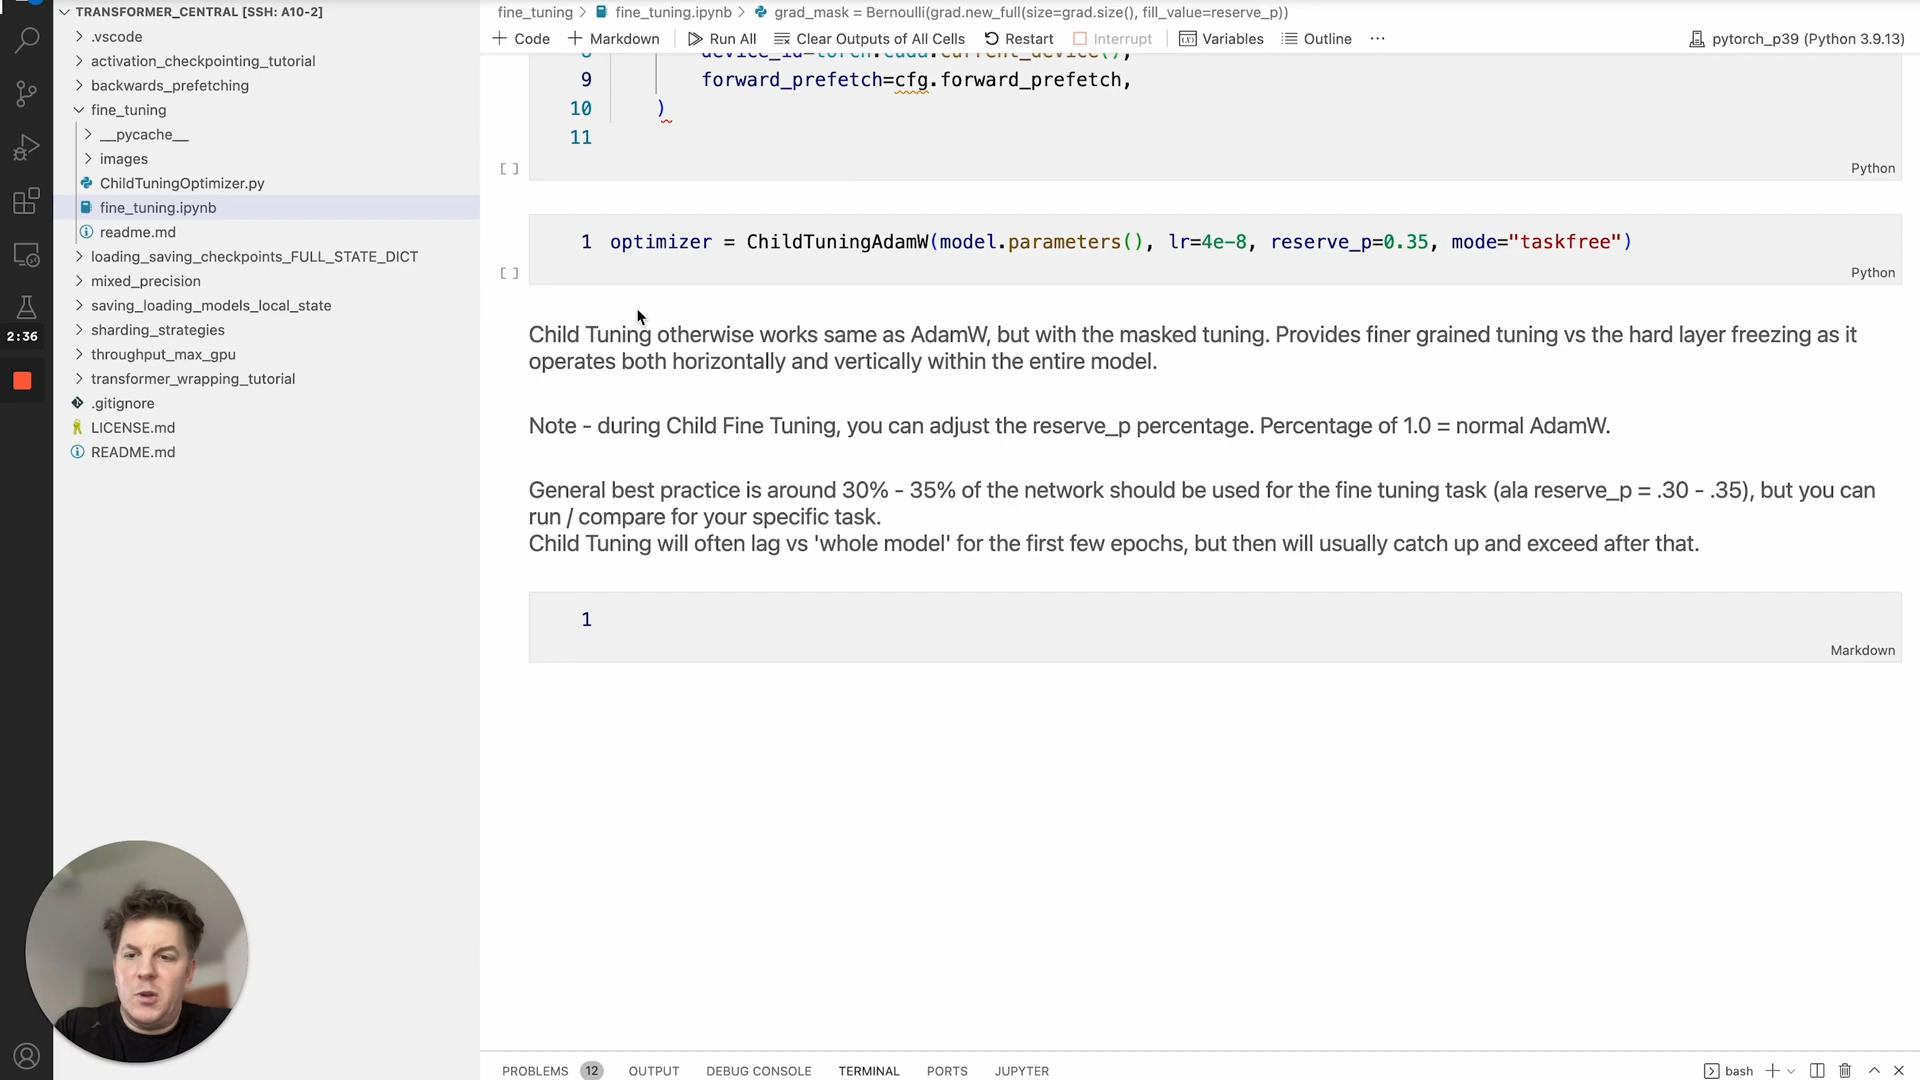 TRANSFORMER_CENTRAL [SSH: A10-2]
.vscode
activation_checkpointing_tutorial
backwards_prefetching
fine_tuning
__pycache__
images
ChildTuningOptimizer.py
fine_tuning.ipynb
readme.md
loading_saving_checkpoints_FULL_STATE_DICT
mixed_precision
saving_loading_models_local_state
sharding_strategies
throughput_max_gpu
transformer_wrapping_tutorial
.gitignore
LICENSE.md
README.md
2:36
fine_tuning > fine_tuning.ipynb > grad_mask = Bernoulli(grad.new_full(size=grad.size(), fill_value=reserve_p))
+ Code + Markdown Run All Clear Outputs of All Cells Restart Interrupt Variables Outline ... pytorch_p39 (Python 3.9.13)
8 device_id=torch.cuda.current_device(),
9 forward_prefetch=cfg.forward_prefetch,
10 )
11
[ ] Python
1 optimizer = ChildTuningAdamW(model.parameters(), lr=4e-8, reserve_p=0.35, mode="taskfree")
[ ] Python
Child Tuning otherwise works same as AdamW, but with the masked tuning. Provides finer grained tuning vs the hard layer freezing as it
operates both horizontally and vertically within the entire model.
Note - during Child Fine Tuning, you can adjust the reserve_p percentage. Percentage of 1.0 = normal AdamW.
General best practice is around 30% - 35% of the network should be used for the fine tuning task (ala reserve_p = .30 - .35), but you can
run / compare for your specific task.
Child Tuning will often lag vs 'whole model' for the first few epochs, but then will usually catch up and exceed after that.
1
Markdown
PROBLEMS 12 OUTPUT DEBUG CONSOLE TERMINAL PORTS JUPYTER bash